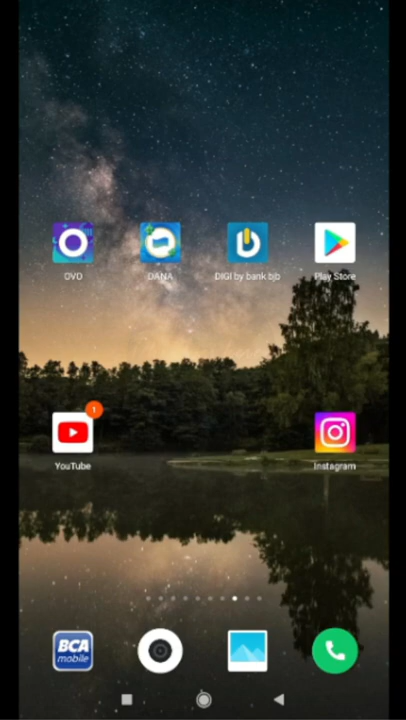 OVO
DANA
DIGI by bank bjb
Play Store
1
YouTube
Instagram
BCA
mobile